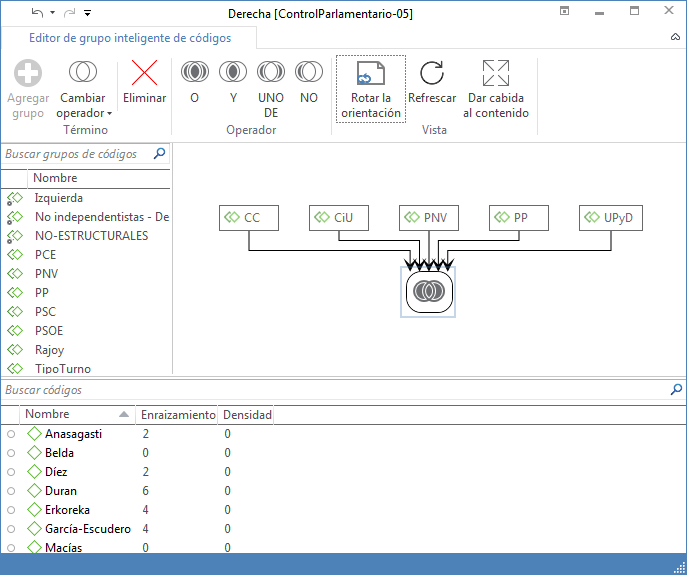 Derecha [ControlParlamentario-05]
Editor de grupo inteligente de códigos
Agregar grupo
Cambiar operador
Eliminar
Término
O
Y
UNO DE
NO
Operador
Rotar la orientación
Refrescar
Dar cabida al contenido
Vista
Buscar grupos de códigos
Nombre
Izquierda
No independentistas - De
NO-ESTRUCTURALES
PCE
PNV
PP
PSC
PSOE
Rajoy
TipoTurno
CC
CiU
PNV
PP
UPyD
Buscar códigos
Nombre Enraizamiento Densidad
Anasagasti 2 0
Belda 0 0
Díez 2 0
Duran 6 0
Erkoreka 4 0
García-Escudero 4 0
Macías 0 0